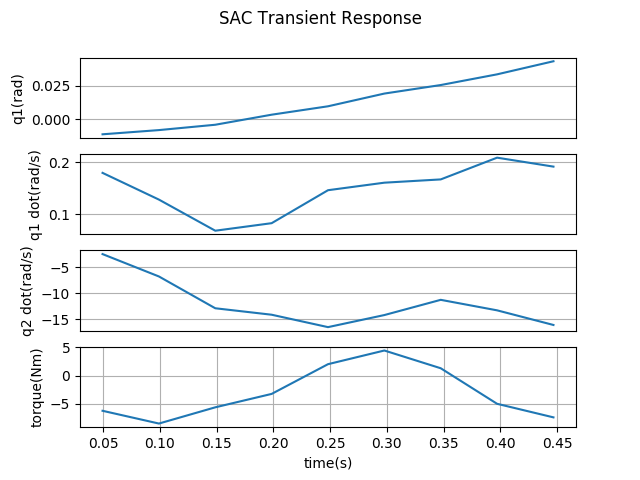 SAC Transient Response
q1(rad)
0.025
0.000
q1 dot(rad/s)
0.2
0.1
q2 dot(rad/s)
−5
−10
−15
torque(Nm)
5
0
−5
0.05 0.10 0.15 0.20 0.25 0.30 0.35 0.40 0.45
time(s)